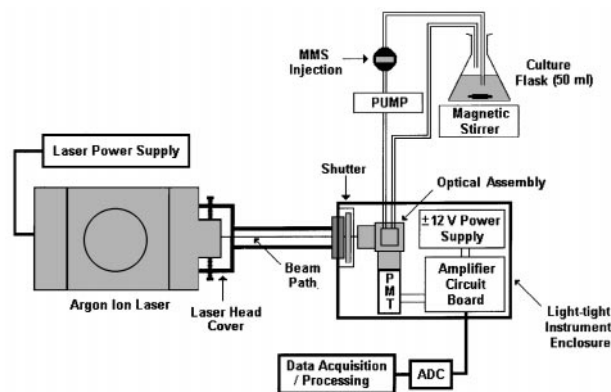 MMS
Injection
Culture
Flask (50 ml)
PUMP
Magnetic
Stirrer
Laser Power Supply
Shutter
Optical Assembly
±12 V Power
Supply
Beam
Path
PMT
Amplifier
Circuit
Board
Argon Ion Laser
Laser Head
Cover
Light-tight
Instrument
Enclosure
Data Acquisition
/ Processing
ADC